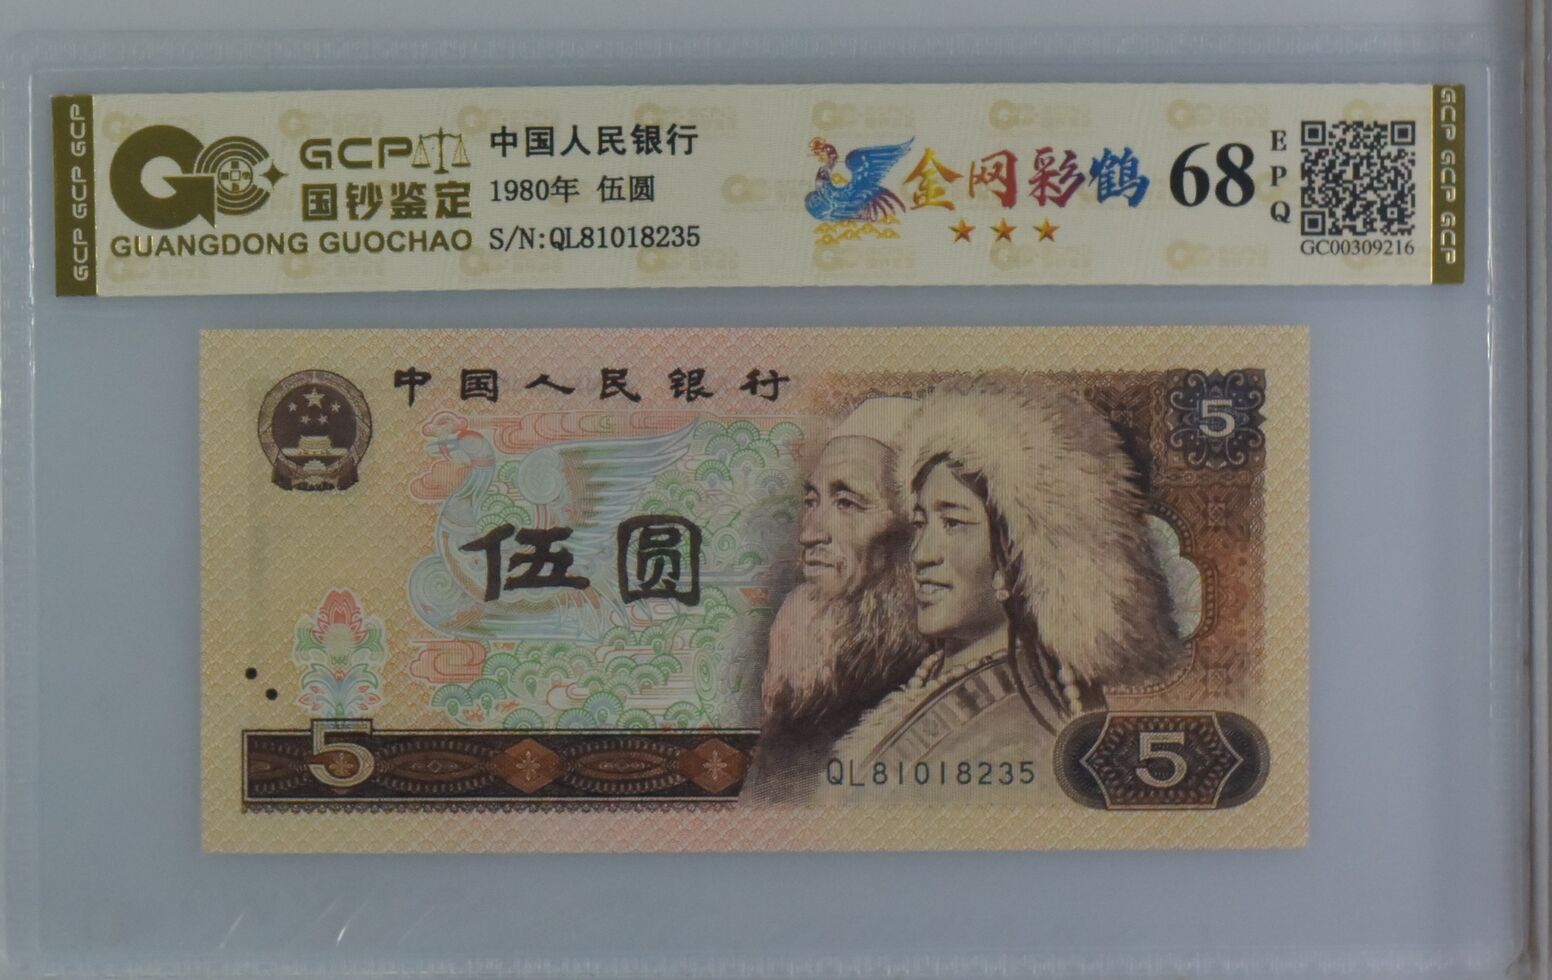 GCP GCP GCP
GCP
国钞鉴定
GUANGDONG GUOCHAO
中国人民银行
1980年 伍圆
S/N:QL81018235
金网彩鹤
68
EPQ
GC00309216
GCP GCP GCP
中国人民银行
5
伍圆
5
QL81018235
5